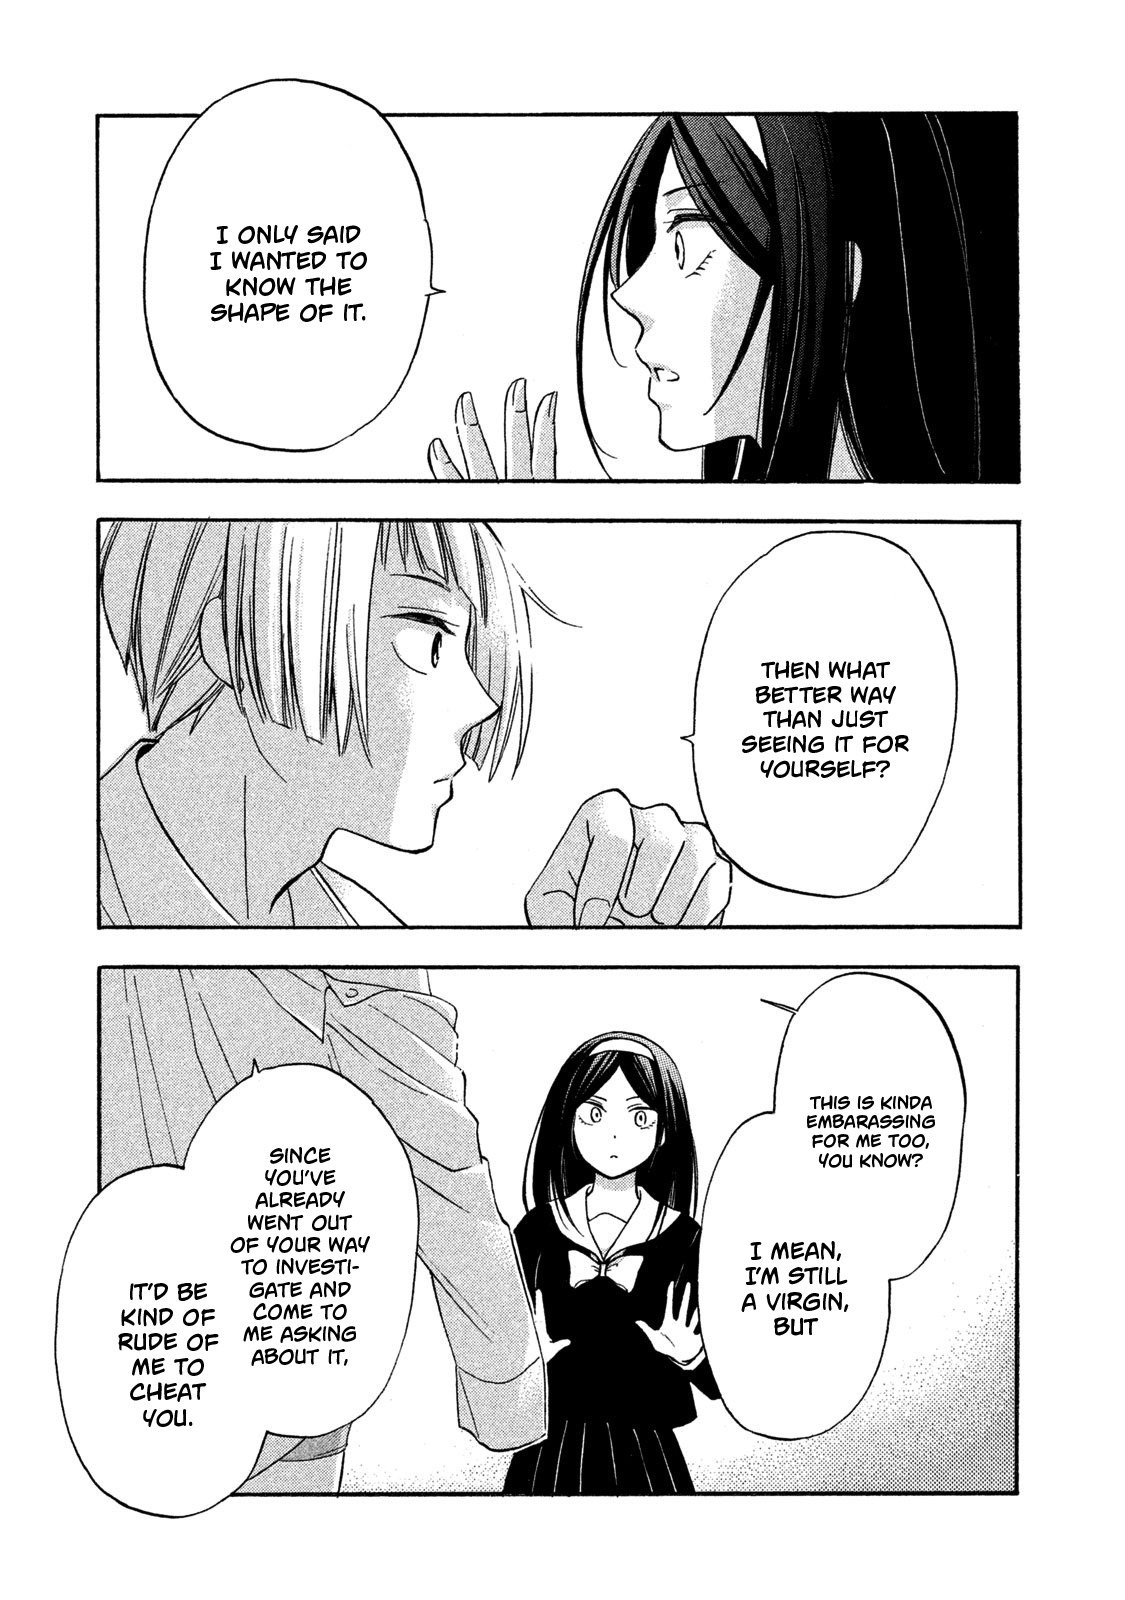 I ONLY SAID
I WANTED TO
KNOW THE
SHAPE OF IT.
THEN WHAT
BETTER WAY
THAN JUST
SEEING IT FOR
YOURSELF?
THIS IS KINDA
EMBARASSING
FOR ME TOO,
YOU KNOW?
I MEAN,
I'M STILL
A VIRGIN,
BUT
SINCE
YOU'VE
ALREADY
WENT OUT
OF YOUR WAY
TO INVESTI-
GATE AND
COME TO
ME ASKING
ABOUT IT,
IT'D BE
KIND OF
RUDE OF
ME TO
CHEAT
YOU.